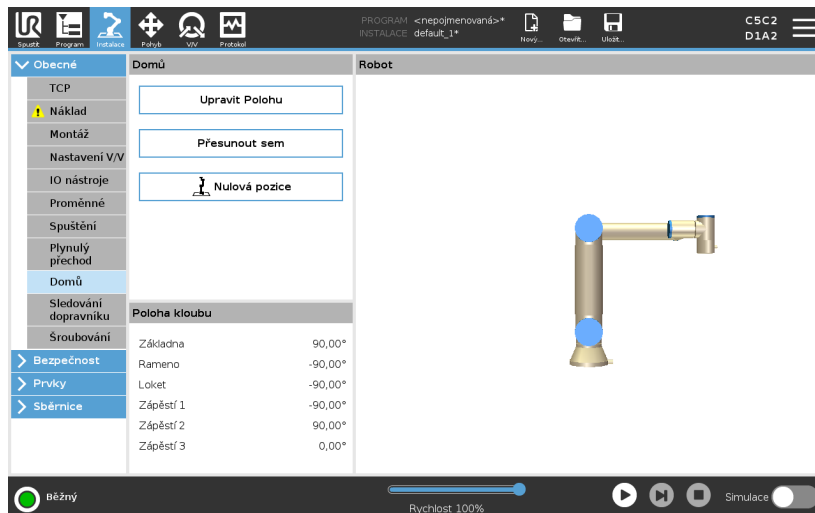 UR
Spustit
Program
Instalace
Pohyb
V/V
Protokol
PROGRAM <nepojmenovaná>*
INSTALACE default_1*
Nový...
Otevřít...
Uložit...
C5C2
D1A2
Obecné
TCP
Náklad
Montáž
Nastavení V/V
IO nástroje
Proměnné
Spuštění
Plynulý
přechod
Domů
Sledování
dopravníku
Šroubování
Bezpečnost
Prvky
Sběrnice
Domů
Upravit Polohu
Přesunout sem
Nulová pozice
Poloha kloubu
Základna 90,00°
Rameno -90,00°
Loket -90,00°
Zápěstí 1 -90,00°
Zápěstí 2 90,00°
Zápěstí 3 0,00°
Robot
Běžný
Rychlost 100%
Simulace